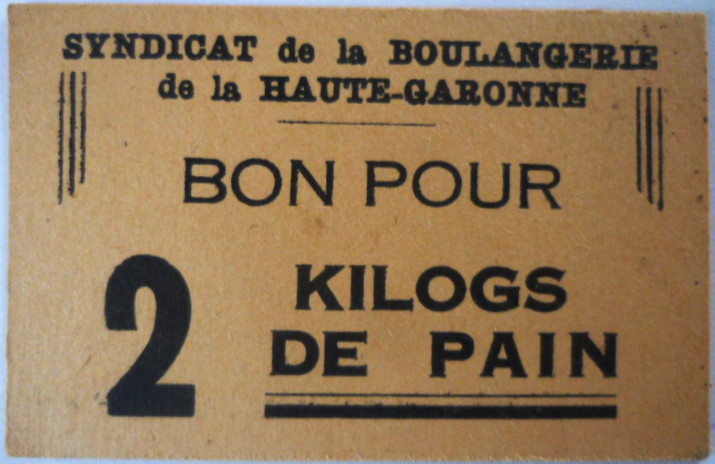 SYNDICAT de la BOULANGERIE
de la HAUTE-GARONNE
BON POUR
2 KILOGS
DE PAIN